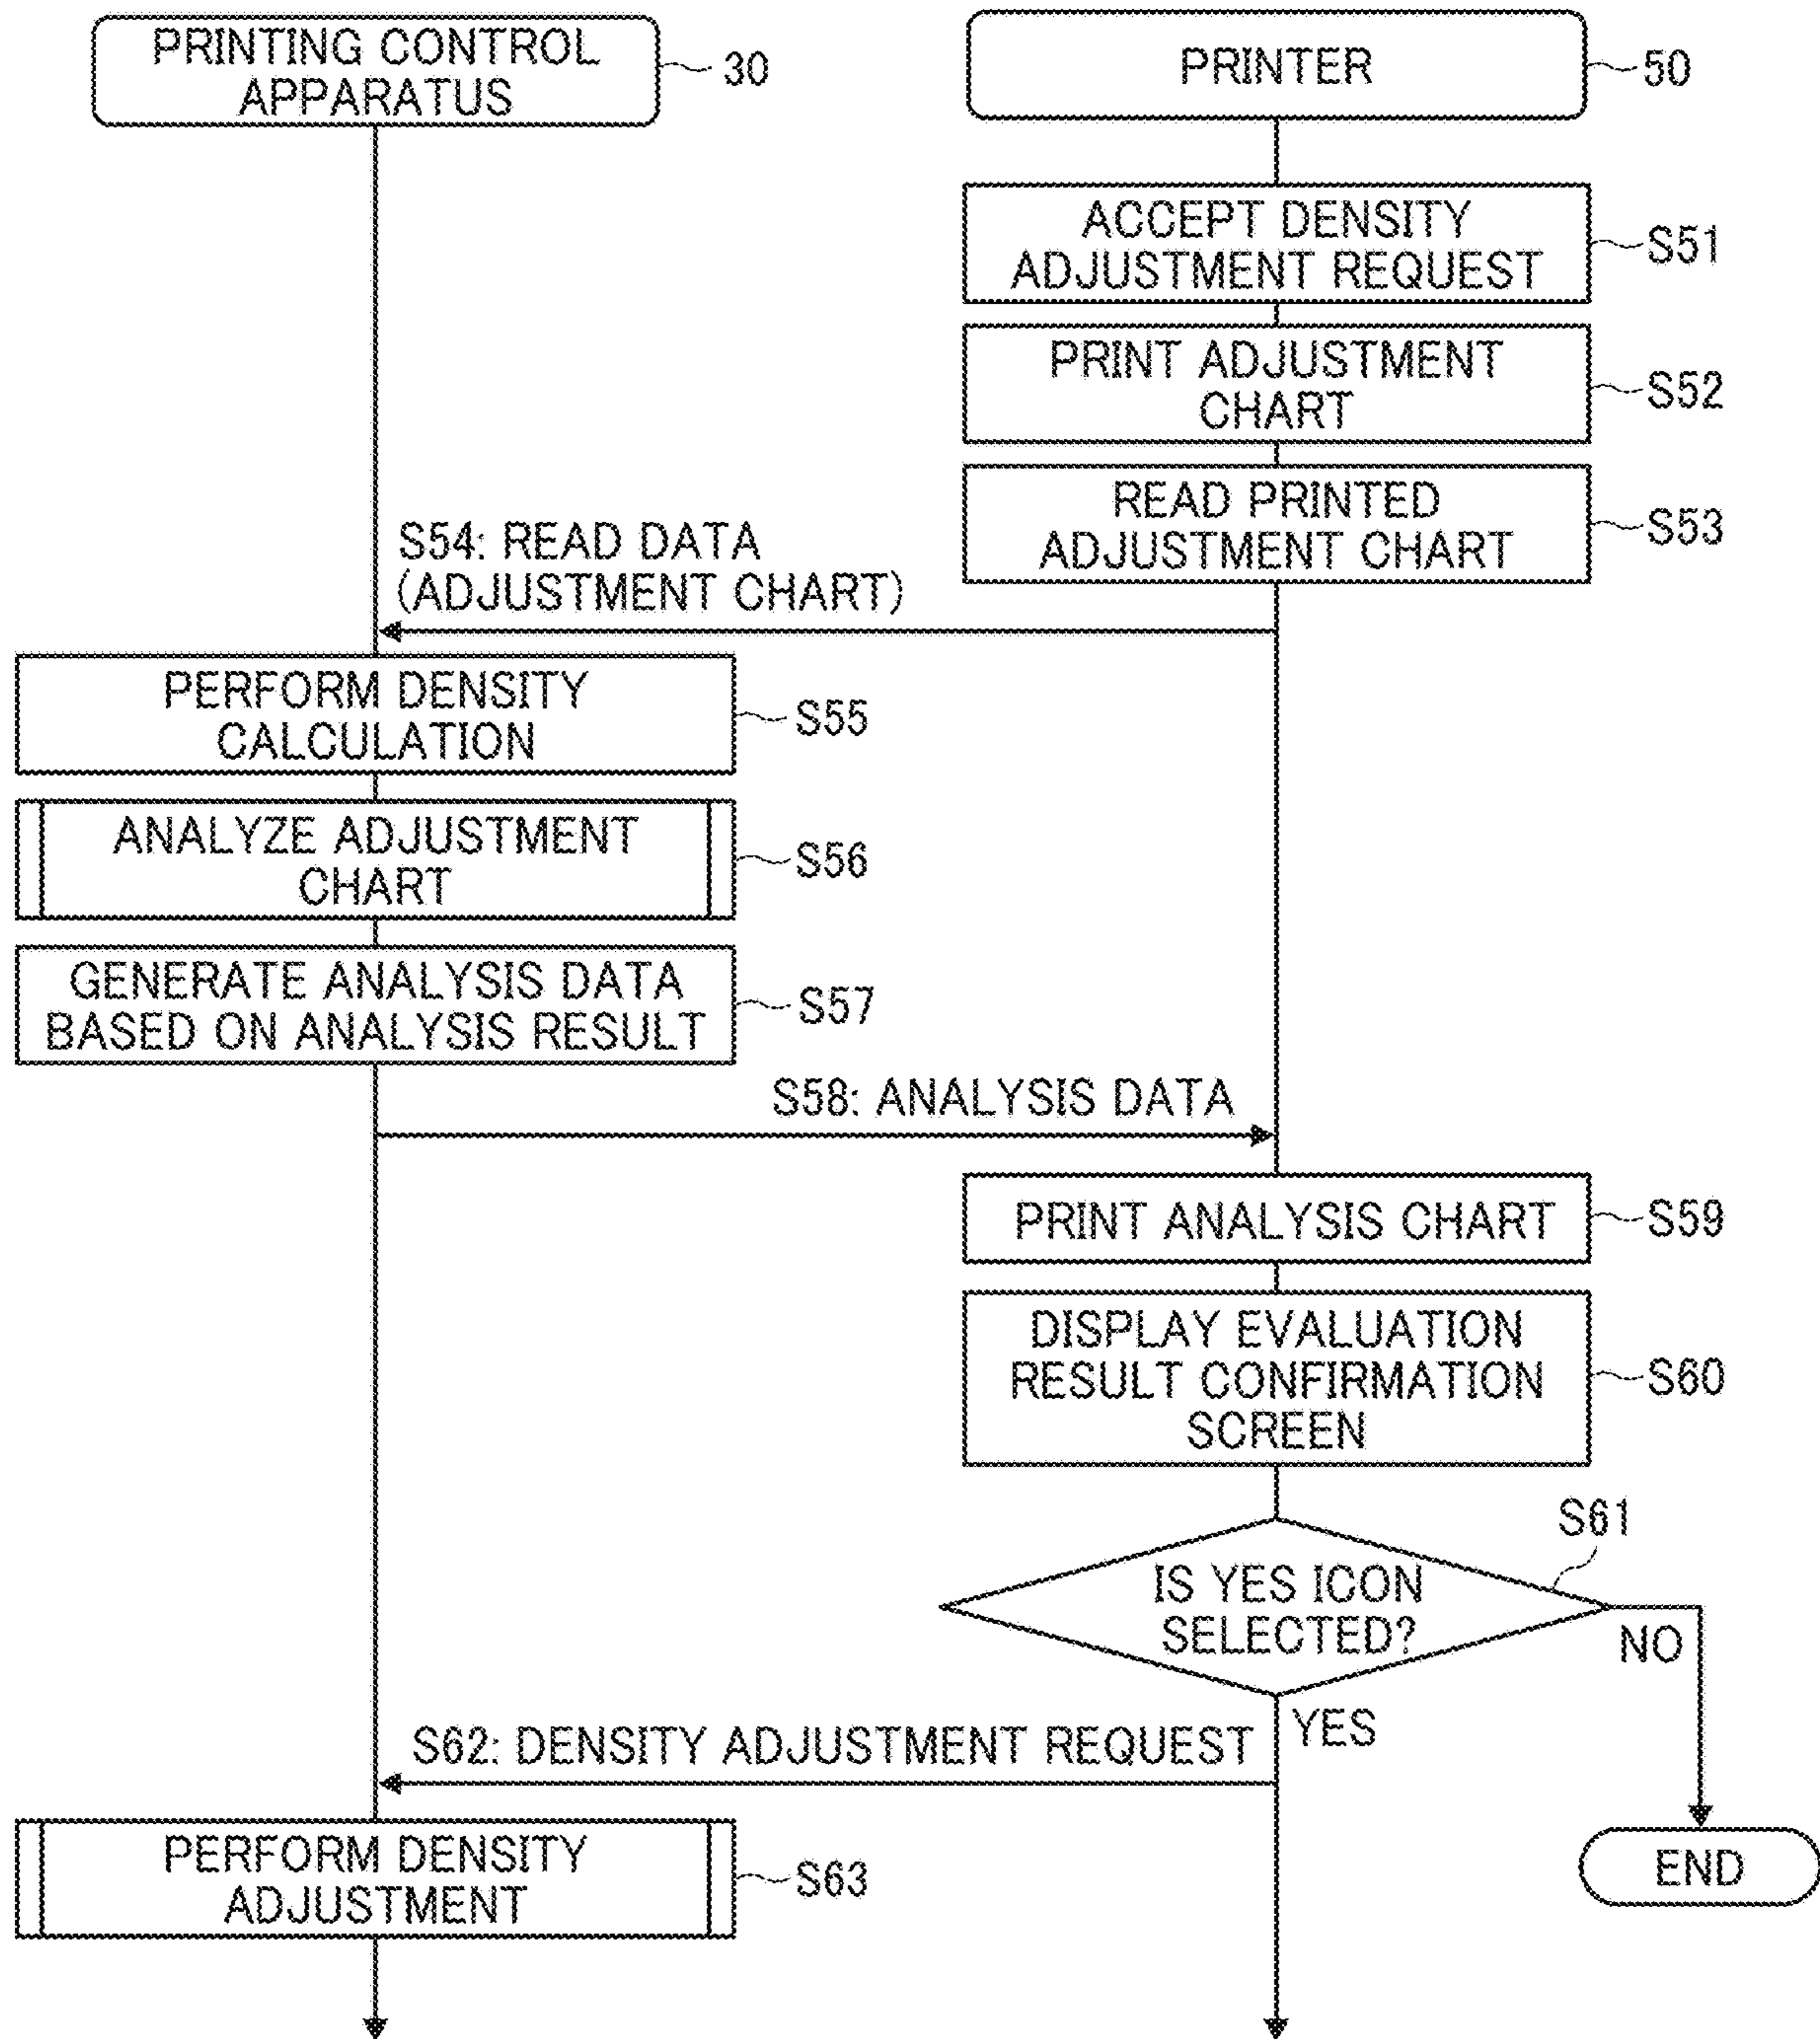 PRINTING CONTROL
APPARATUS
30
PRINTER
50
ACCEPT DENSITY
ADJUSTMENT REQUEST
S51
PRINT ADJUSTMENT
CHART
S52
READ PRINTED
ADJUSTMENT CHART
S53
S54: READ DATA
(ADJUSTMENT CHART)
PERFORM DENSITY
CALCULATION
S55
ANALYZE ADJUSTMENT
CHART
S56
GENERATE ANALYSIS DATA
BASED ON ANALYSIS RESULT
S57
S58: ANALYSIS DATA
PRINT ANALYSIS CHART
S59
DISPLAY EVALUATION
RESULT CONFIRMATION
SCREEN
S60
S61
IS YES ICON
SELECTED?
NO
YES
S62: DENSITY ADJUSTMENT REQUEST
PERFORM DENSITY
ADJUSTMENT
S63
END